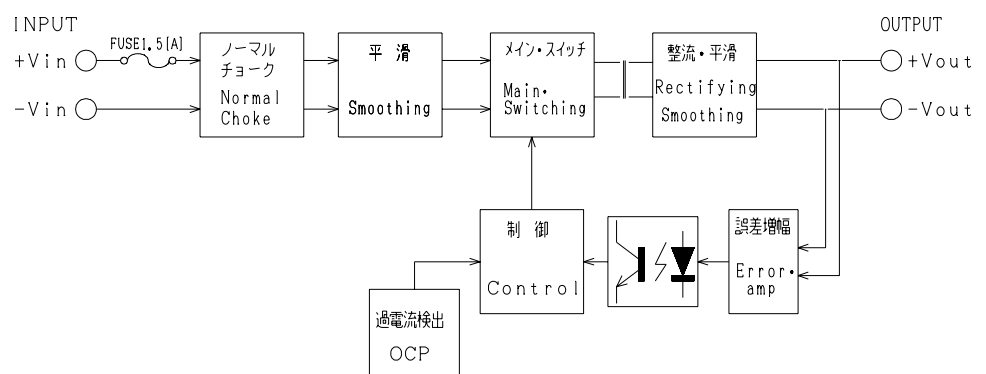 INPUT
OUTPUT
FUSE1.5[A]
+Vin
-Vin
ノーマル
チョーク
Normal
Choke
平 滑
Smoothing
メイン・スイッチ
Main・
Switching
整流・平滑
Rectifying
Smoothing
+Vout
-Vout
制 御
Control
誤差増幅
Error・
amp
過電流検出
OCP